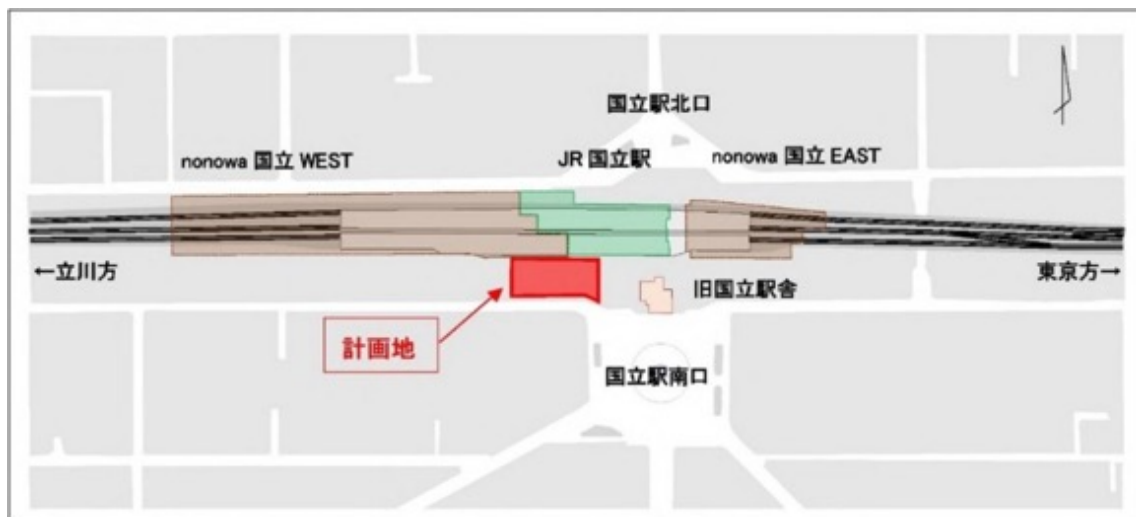 国立駅北口
nonowa 国立 WEST
JR 国立駅
nonowa 国立 EAST
←立川方
東京方→
旧国立駅舎
計画地
国立駅南口